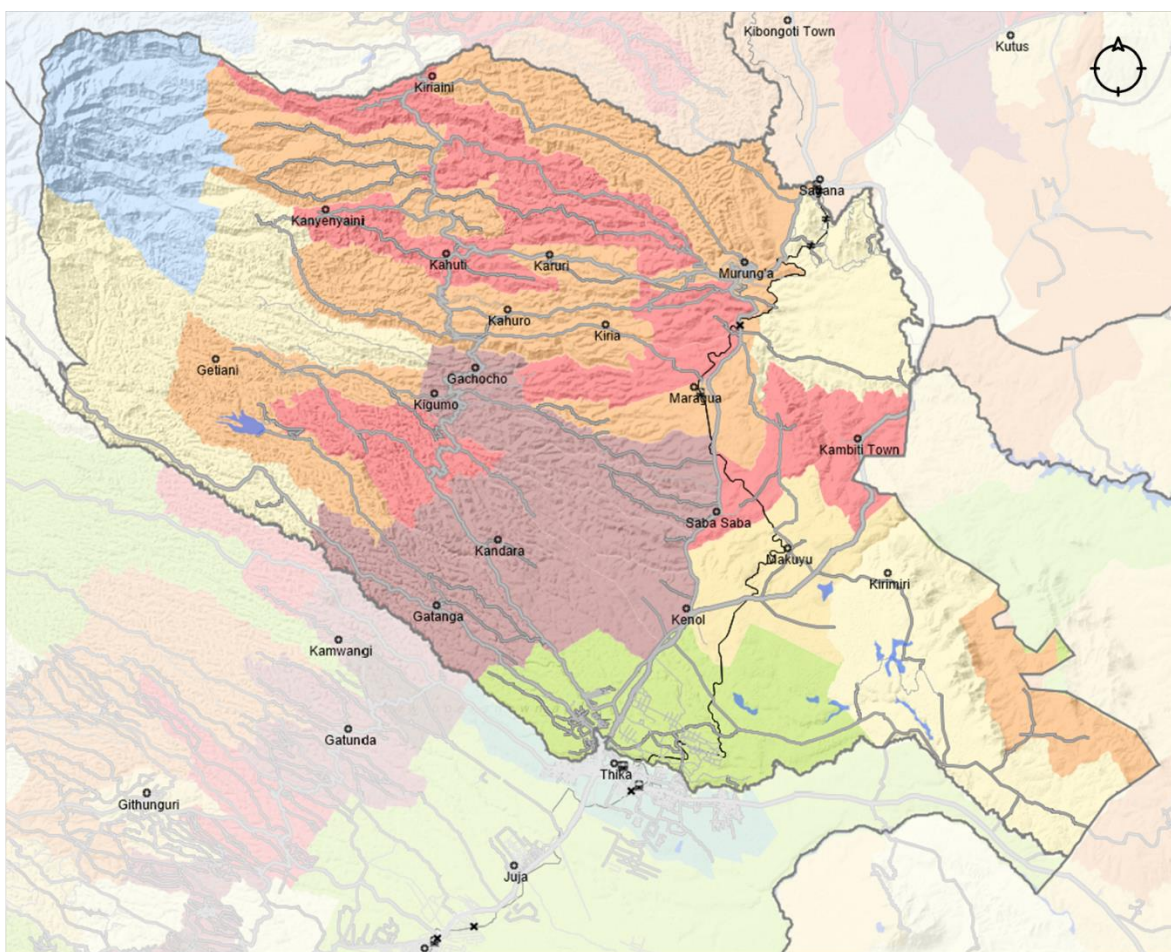 Kibongoti Town
Kutus
Kiriaini
Sagana
Kanyenyaini
Kahuti
Karuri
Murung'a
Kahuro
Kiria
Getiani
Gachocho
Kigumo
Maragua
Kambiti Town
Saba Saba
Kandara
Makuyu
Kirimiri
Gatanga
Kenol
Kamwangi
Gatunda
Thika
Githunguri
Juja